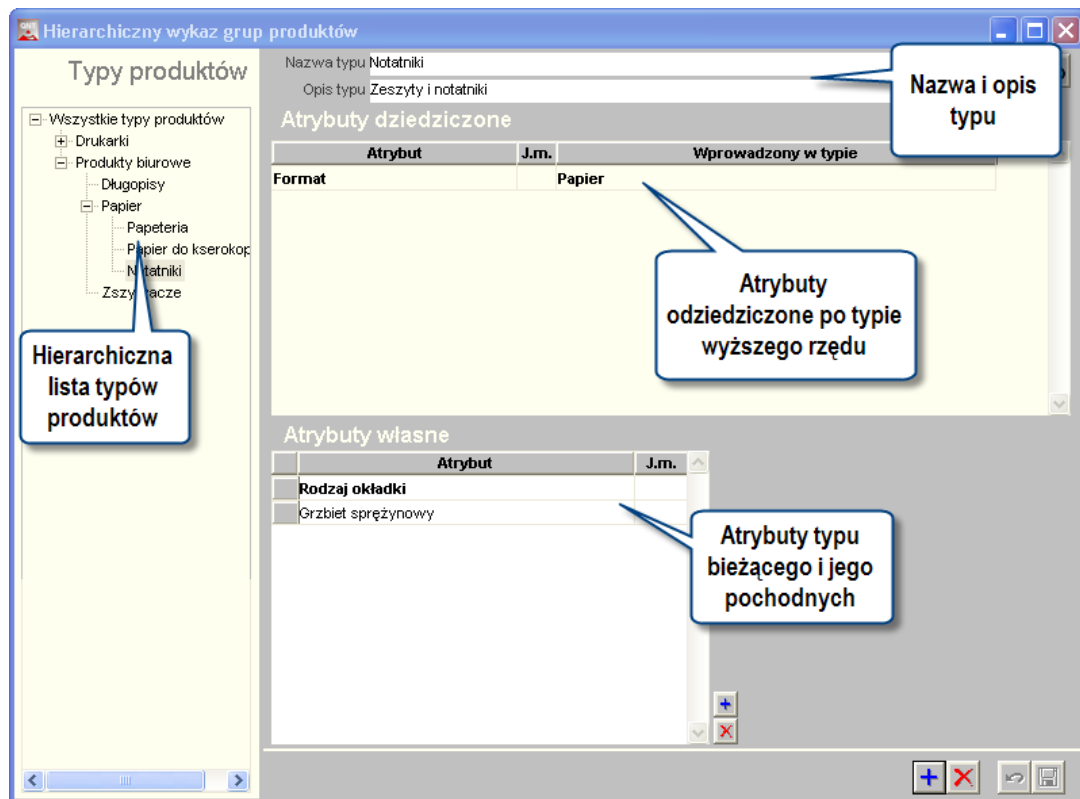 Hierarchiczny wykaz grup produktów
Typy produktów
Wszystkie typy produktów
Drukarki
Produkty biurowe
Długopisy
Papier
Papeteria
Papier do kserokop
Notatniki
Zszywacze
Hierarchiczna
lista typów
produktów
Nazwa typu Notatniki
Opis typu Zeszyty i notatniki
Nazwa i opis
typu
Atrybuty dziedziczone
Atrybut J.m. Wprowadzony w typie
Format Papier
Atrybuty
odziedziczone po typie
wyższego rzędu
Atrybuty własne
Atrybut J.m.
Rodzaj okładki
Grzbiet sprężynowy
Atrybuty typu
bieżącego i jego
pochodnych